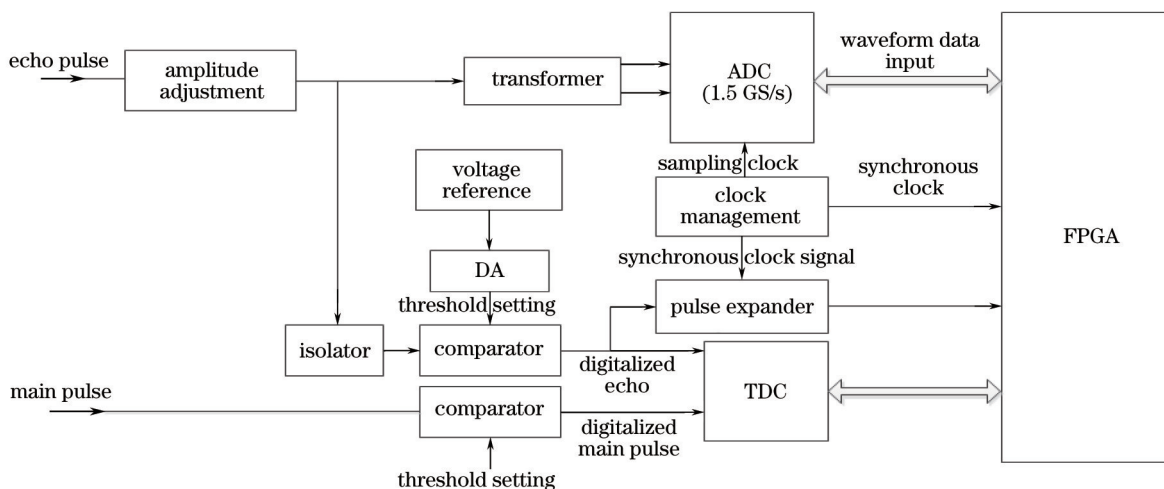 echo pulse
amplitude
adjustment
transformer
ADC
(1.5 GS/s)
waveform data
input
sampling clock
clock
management
synchronous
clock
FPGA
voltage
reference
DA
threshold setting
synchronous clock signal
pulse expander
isolator
comparator
digitalized
echo
TDC
main pulse
comparator
digitalized
main pulse
threshold setting